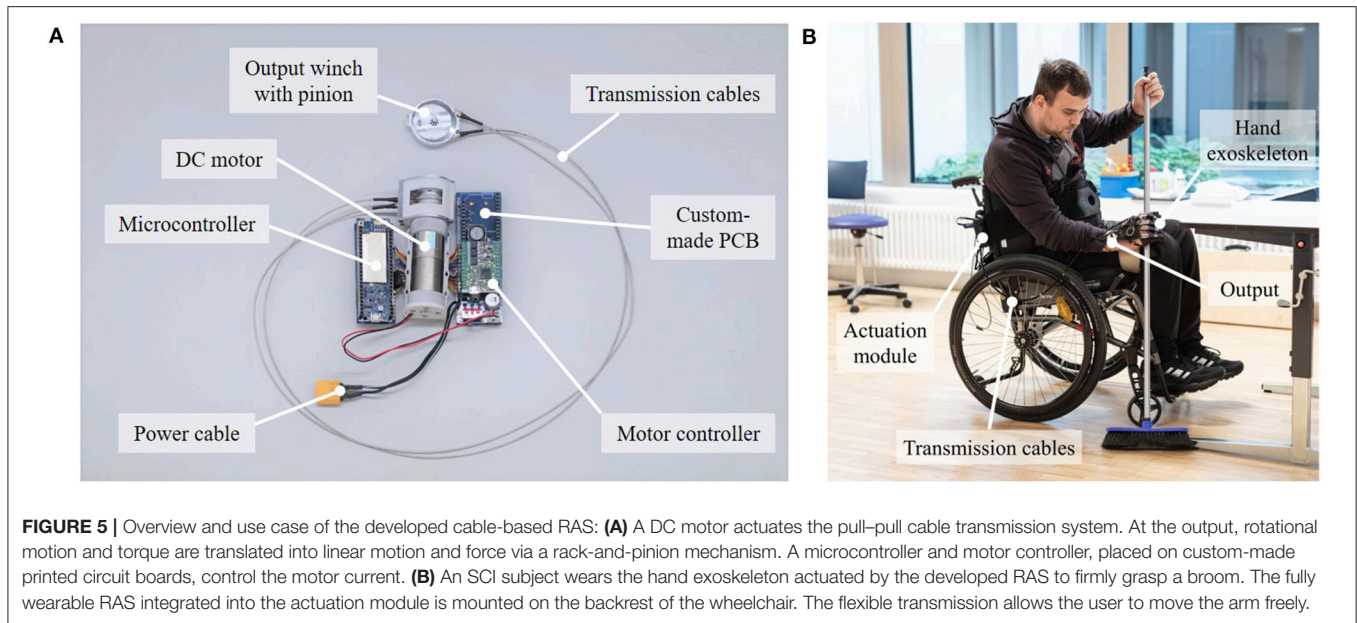 A
Output winch
with pinion
Transmission cables
DC motor
Microcontroller
Custom-
made PCB
Power cable
Motor controller
B
Hand
exoskeleton
Output
Actuation
module
Transmission cables
FIGURE 5 | Overview and use case of the developed cable-based RAS: (A) A DC motor actuates the pull–pull cable transmission system. At the output, rotational
motion and torque are translated into linear motion and force via a rack-and-pinion mechanism. A microcontroller and motor controller, placed on custom-made
printed circuit boards, control the motor current. (B) An SCI subject wears the hand exoskeleton actuated by the developed RAS to firmly grasp a broom. The fully
wearable RAS integrated into the actuation module is mounted on the backrest of the wheelchair. The flexible transmission allows the user to move the arm freely.